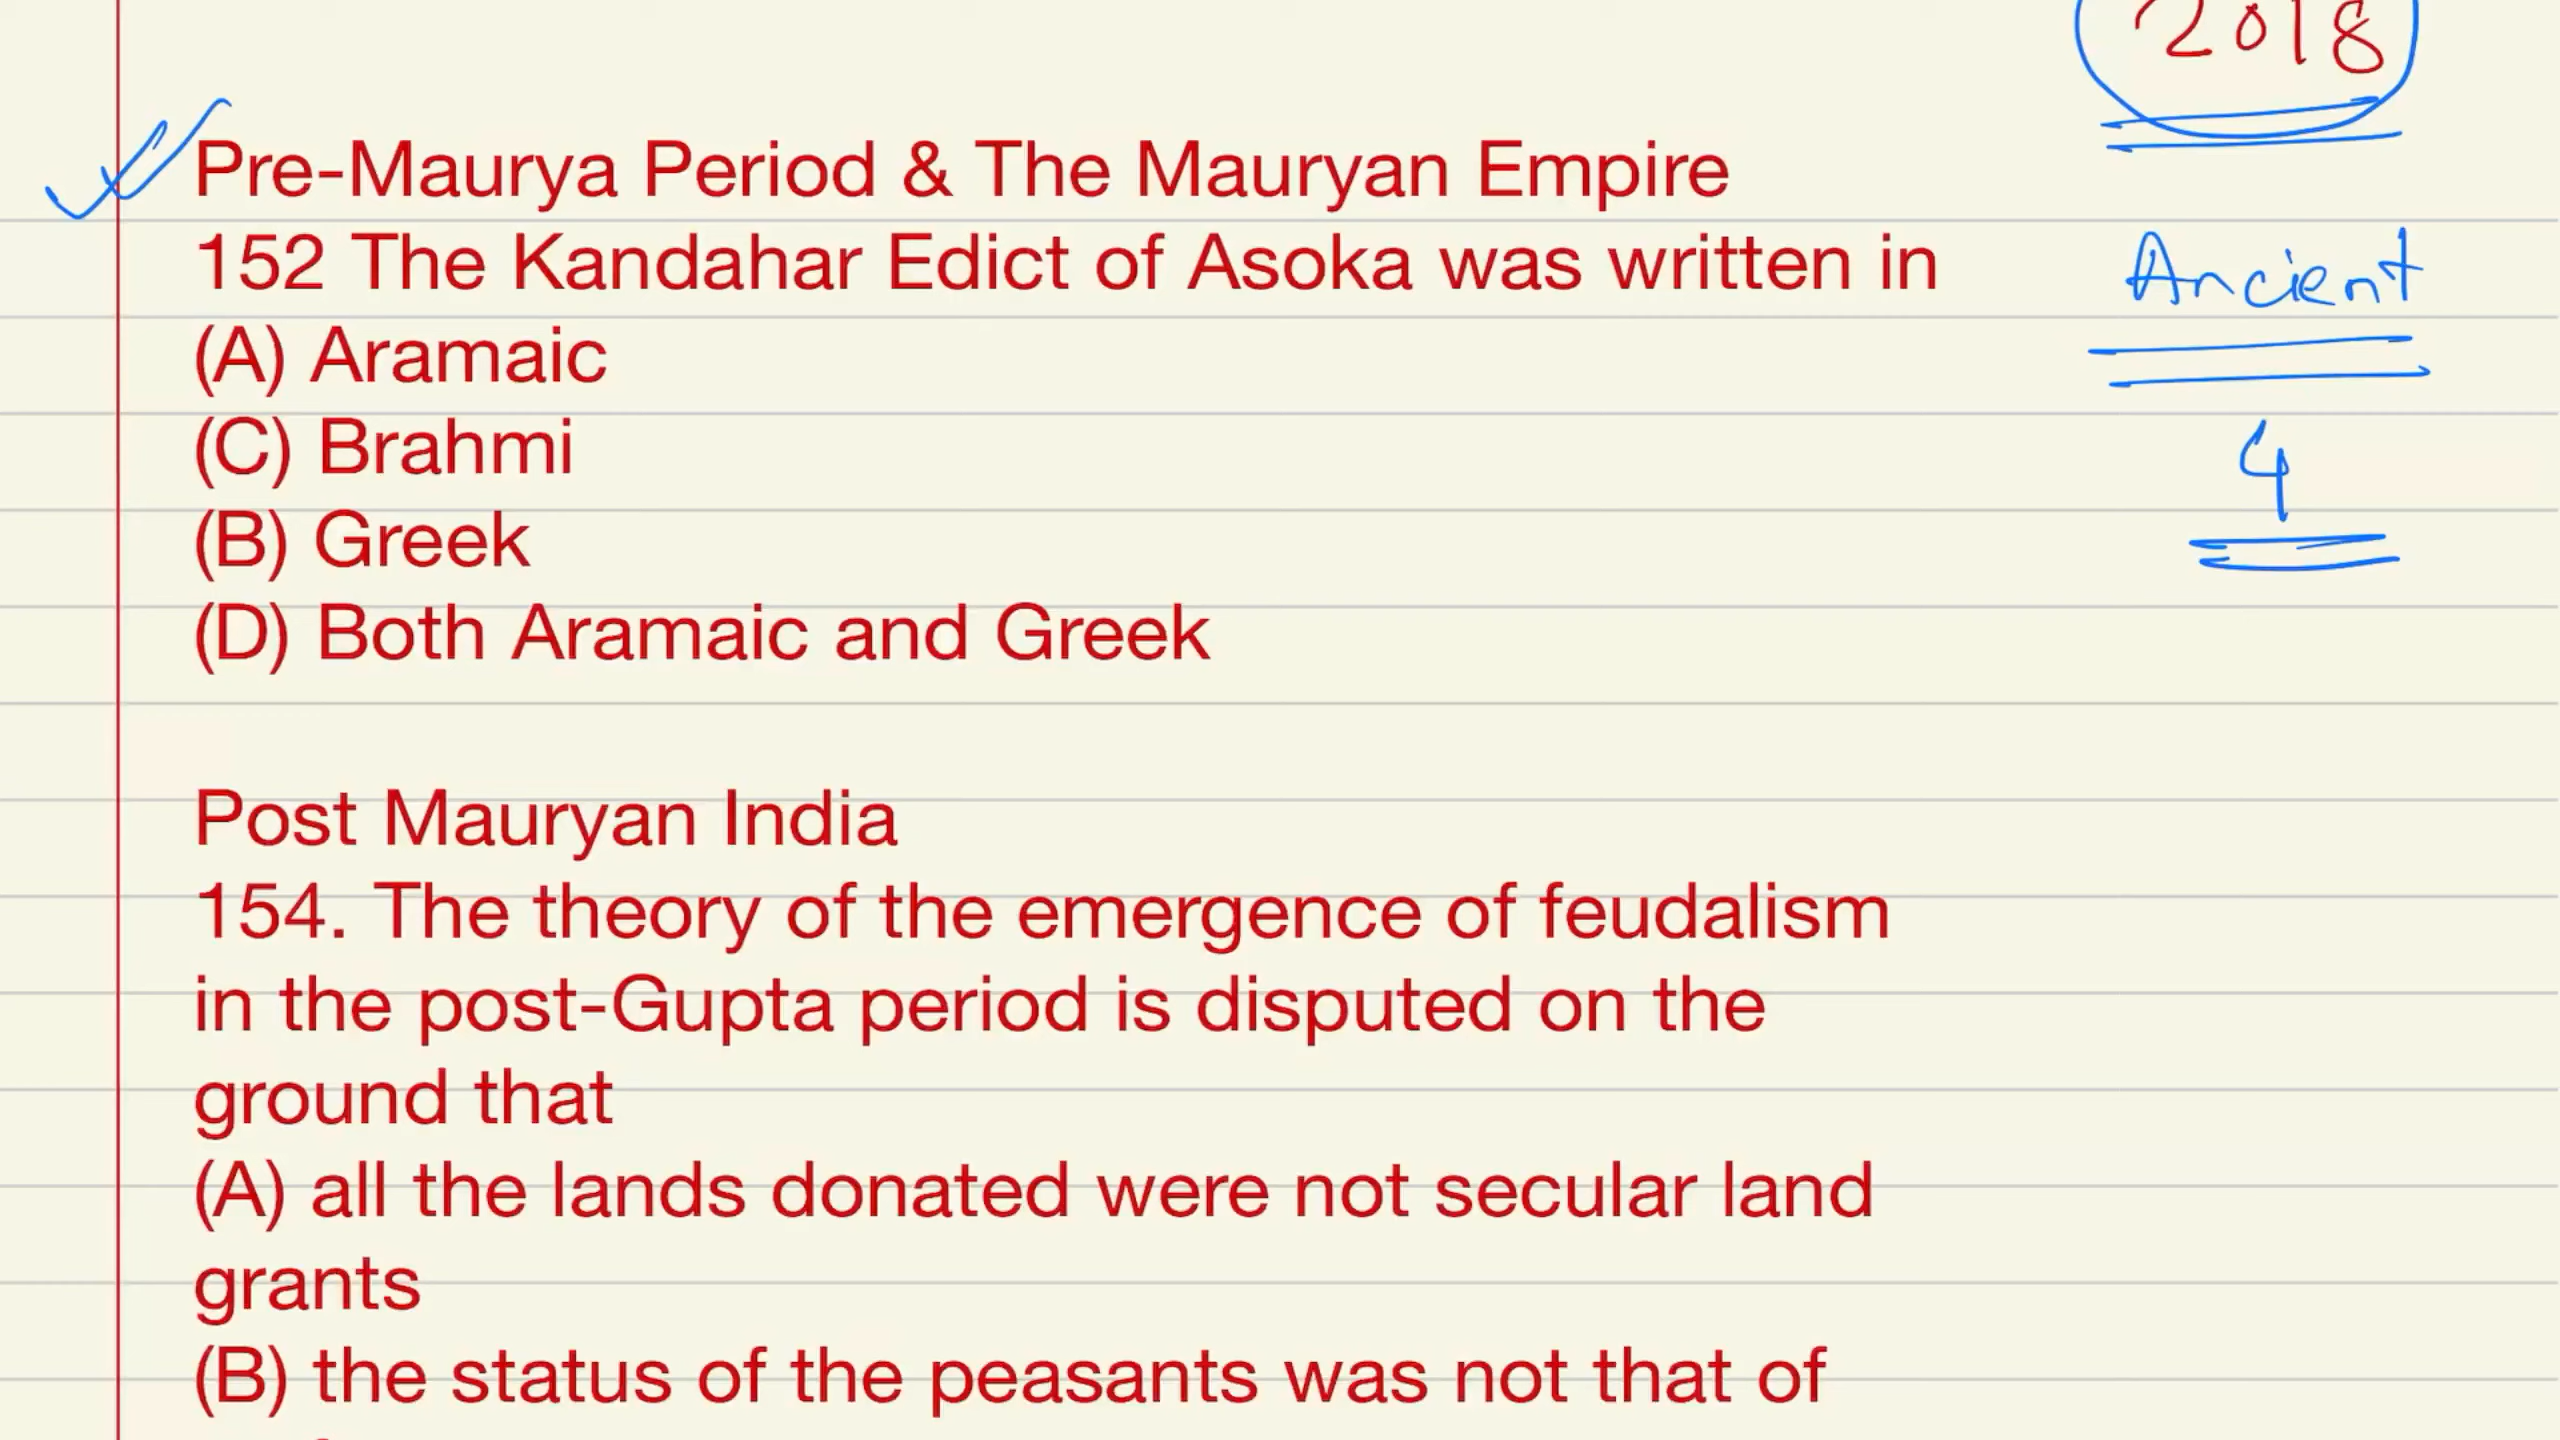 2018
Pre-Maurya Period & The Mauryan Empire
152 The Kandahar Edict of Asoka was written in
Ancient
(A) Aramaic
(C) Brahmi
4
(B) Greek
(D) Both Aramaic and Greek
Post Mauryan India
154. The theory of the emergence of feudalism
in the post-Gupta period is disputed on the
ground that
(A) all the lands donated were not secular land
grants
(B) the status of the peasants was not that of